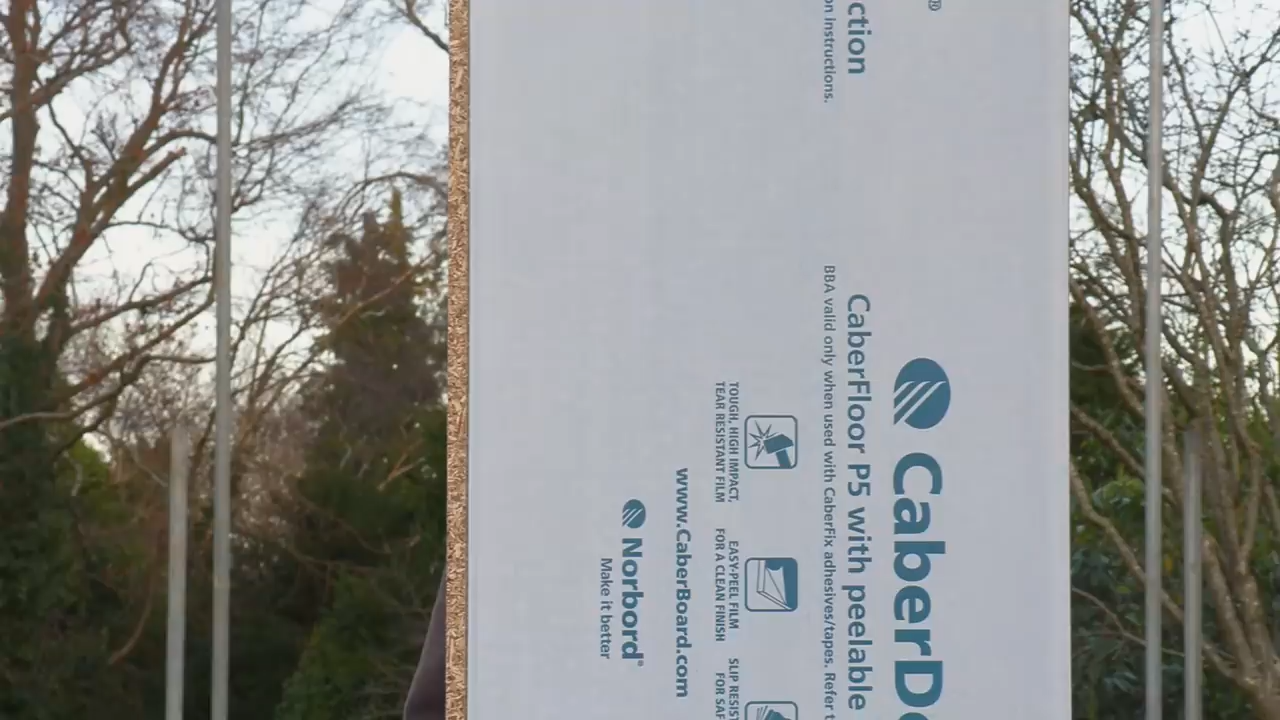 ®
ction
on instructions.
CaberD
CaberFloor P5 with peelable
BBA valid only when used with CaberFix adhesives/tapes. Refer t
TOUGH, HIGH IMPACT,
TEAR RESISTANT FILM
EASY-PEEL FILM
FOR A CLEAN FINISH
SLIP RESIST
FOR SAF
www.CaberBoard.com
Norbord®
Make it better